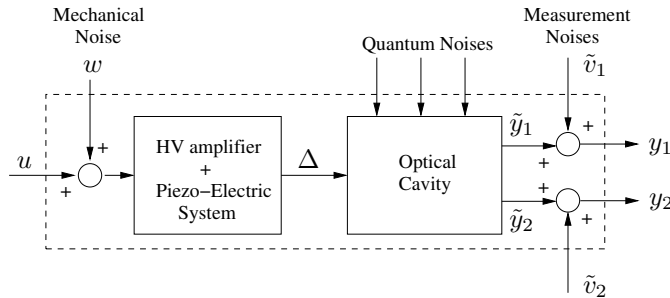 Mechanical
Noise
w
Quantum Noises
Measurement
Noises
ṽ₁
u
+
+
HV amplifier
+
Piezo-Electric
System
Δ
Optical
Cavity
ỹ₁
+
+
y₁
ỹ₂
+
+
y₂
ṽ₂